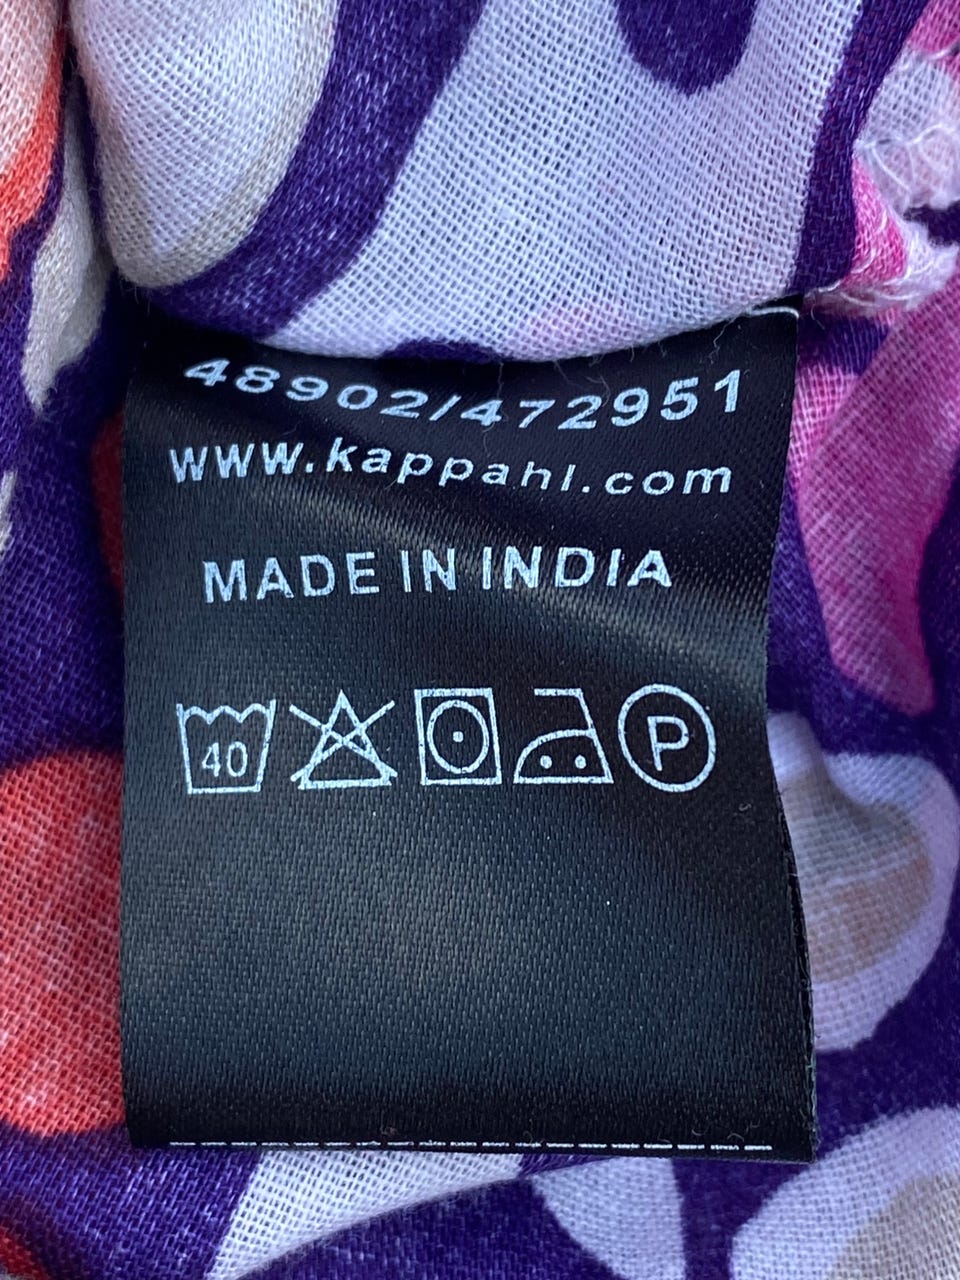 48902/472951
www.kappahl.com
MADE IN INDIA
40 P